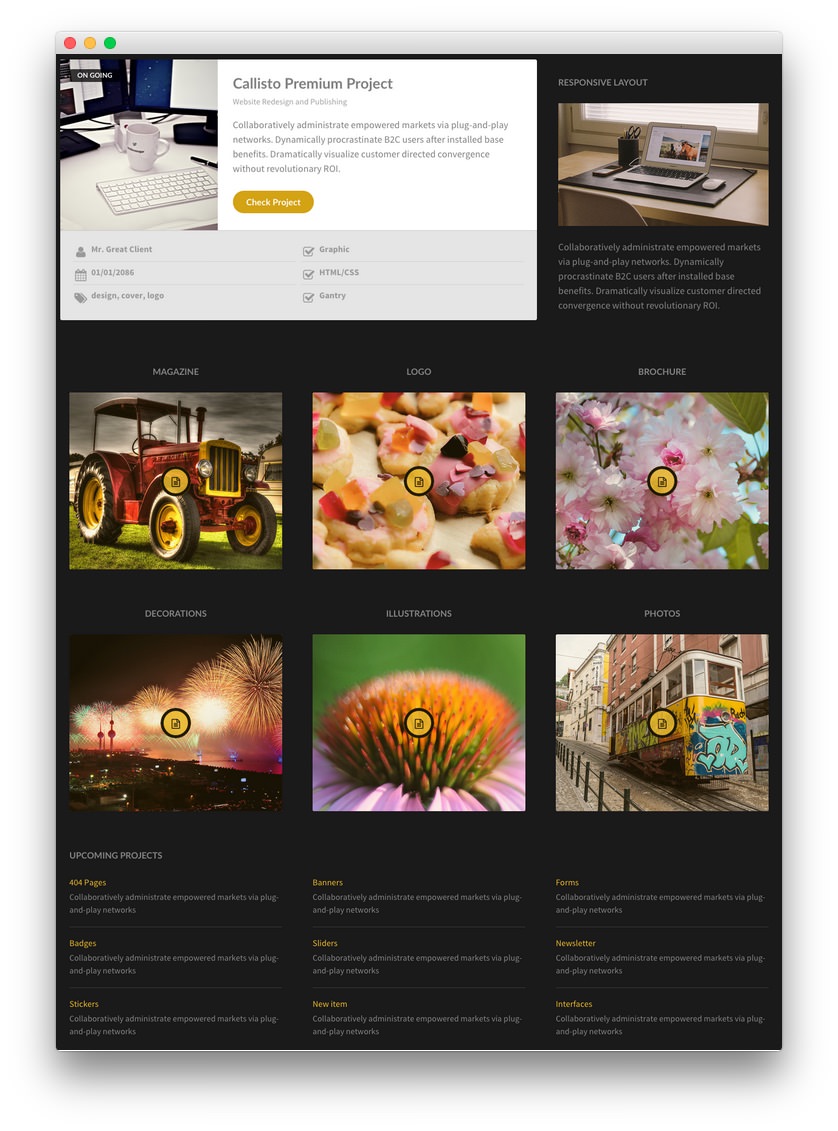 ON GOING
Callisto Premium Project
Website Redesign and Publishing
Collaboratively administrate empowered markets via plug-and-play
networks. Dynamically procrastinate B2C users after installed base
benefits. Dramatically visualize customer directed convergence
without revolutionary ROI.
Check Project
Mr. Great Client
Graphic
01/01/2086
HTML/CSS
design, cover, logo
Gantry
RESPONSIVE LAYOUT
Collaboratively administrate empowered markets
via plug-and-play networks. Dynamically
procrastinate B2C users after installed base
benefits. Dramatically visualize customer directed
convergence without revolutionary ROI.
MAGAZINE
LOGO
BROCHURE
DECORATIONS
ILLUSTRATIONS
PHOTOS
UPCOMING PROJECTS
404 Pages
Collaboratively administrate empowered markets via plug-
and-play networks
Banners
Collaboratively administrate empowered markets via plug-
and-play networks
Forms
Collaboratively administrate empowered markets via plug-
and-play networks
Badges
Collaboratively administrate empowered markets via plug-
and-play networks
Sliders
Collaboratively administrate empowered markets via plug-
and-play networks
Newsletter
Collaboratively administrate empowered markets via plug-
and-play networks
Stickers
Collaboratively administrate empowered markets via plug-
and-play networks
New item
Collaboratively administrate empowered markets via plug-
and-play networks
Interfaces
Collaboratively administrate empowered markets via plug-
and-play networks